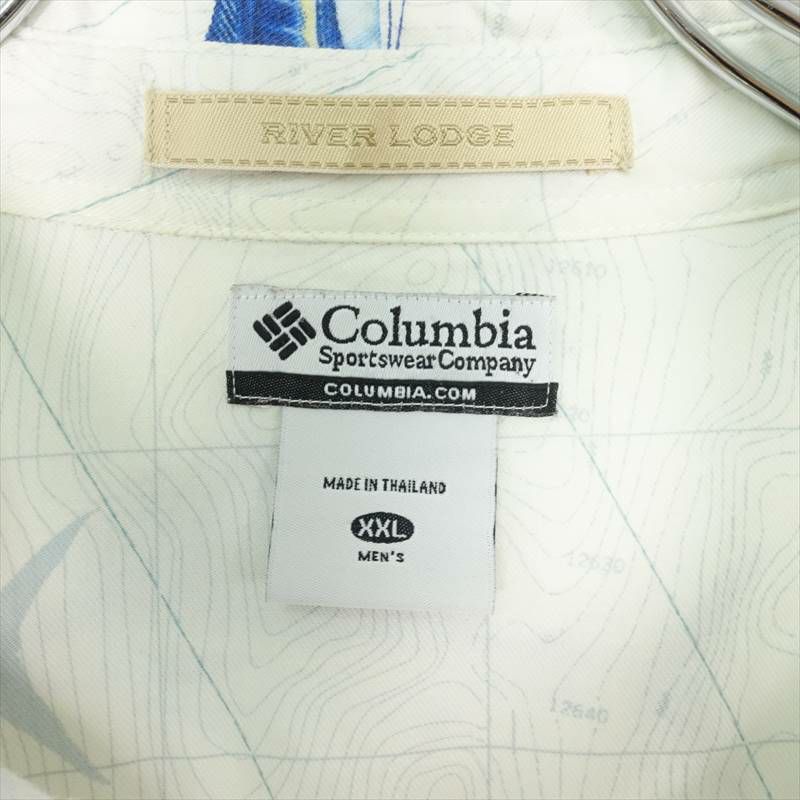 RIVER LODGE
Columbia
Sportswear Company
COLUMBIA.COM
MADE IN THAILAND
XXL
MEN'S
12630
12640